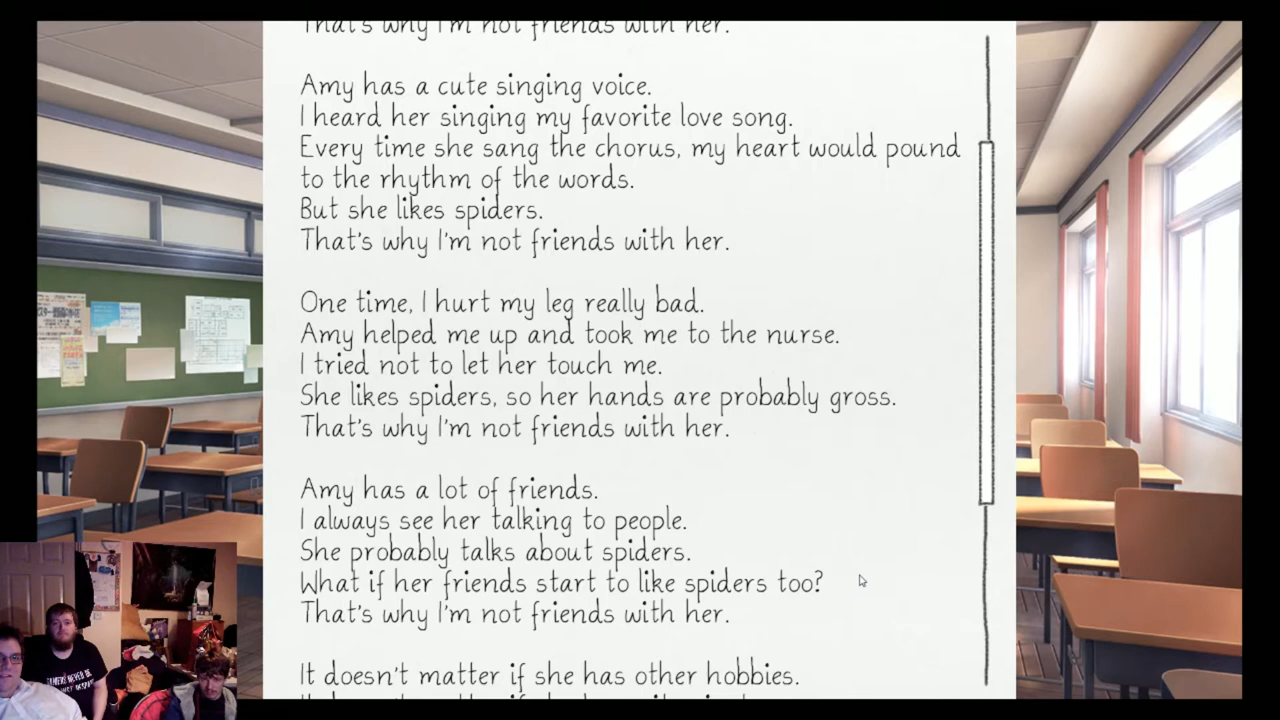 That's why I'm not friends with her.
Amy has a cute singing voice.
I heard her singing my favorite love song.
Every time she sang the chorus, my heart would pound
to the rhythm of the words.
But she likes spiders.
That's why I'm not friends with her.
One time, I hurt my leg really bad.
Amy helped me up and took me to the nurse.
I tried not to let her touch me.
She likes spiders, so her hands are probably gross.
That's why I'm not friends with her.
Amy has a lot of friends.
I always see her talking to people.
She probably talks about spiders.
What if her friends start to like spiders too?
That's why I'm not friends with her.
It doesn't matter if she has other hobbies.